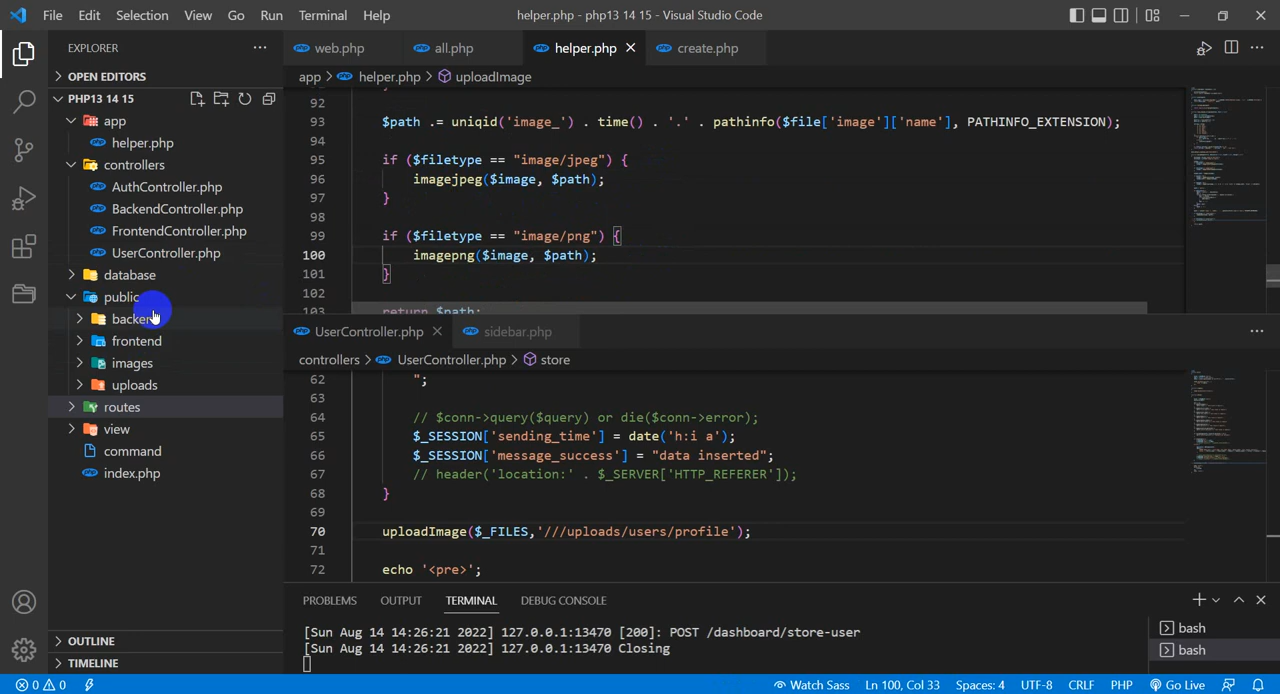 File Edit Selection View Go Run Terminal Help helper.php - php13 14 15 - Visual Studio Code
EXPLORER
OPEN EDITORS
PHP13 14 15
app
helper.php
controllers
AuthController.php
BackendController.php
FrontendController.php
UserController.php
database
public
frontend
images
uploads
routes
view
command
index.php
OUTLINE
TIMELINE
web.php all.php helper.php create.php
app > helper.php > uploadImage
92
93 $path .= uniqid('image_') . time() . '.' . pathinfo($file['image']['name'], PATHINFO_EXTENSION);
94
95 if ($filetype == "image/jpeg") {
96 imagejpeg($image, $path);
97 }
98
99 if ($filetype == "image/png") {
100 imagepng($image, $path);
101 }
102
103 return $path;
UserController.php sidebar.php
controllers > UserController.php > store
62 ";
63
64 // $conn->query($query) or die($conn->error);
65 $_SESSION['sending_time'] = date('h:i a');
66 $_SESSION['message_success'] = "data inserted";
67 // header('location:' . $_SERVER['HTTP_REFERER']);
68 }
69
70 uploadImage($_FILES,'///uploads/users/profile');
71
72 echo '<pre>';
PROBLEMS OUTPUT TERMINAL DEBUG CONSOLE
[Sun Aug 14 14:26:21 2022] 127.0.0.1:13470 [200]: POST /dashboard/store-user
[Sun Aug 14 14:26:21 2022] 127.0.0.1:13470 Closing
bash
bash
0 0 Watch Sass Ln 100, Col 33 Spaces: 4 UTF-8 CRLF PHP Go Live